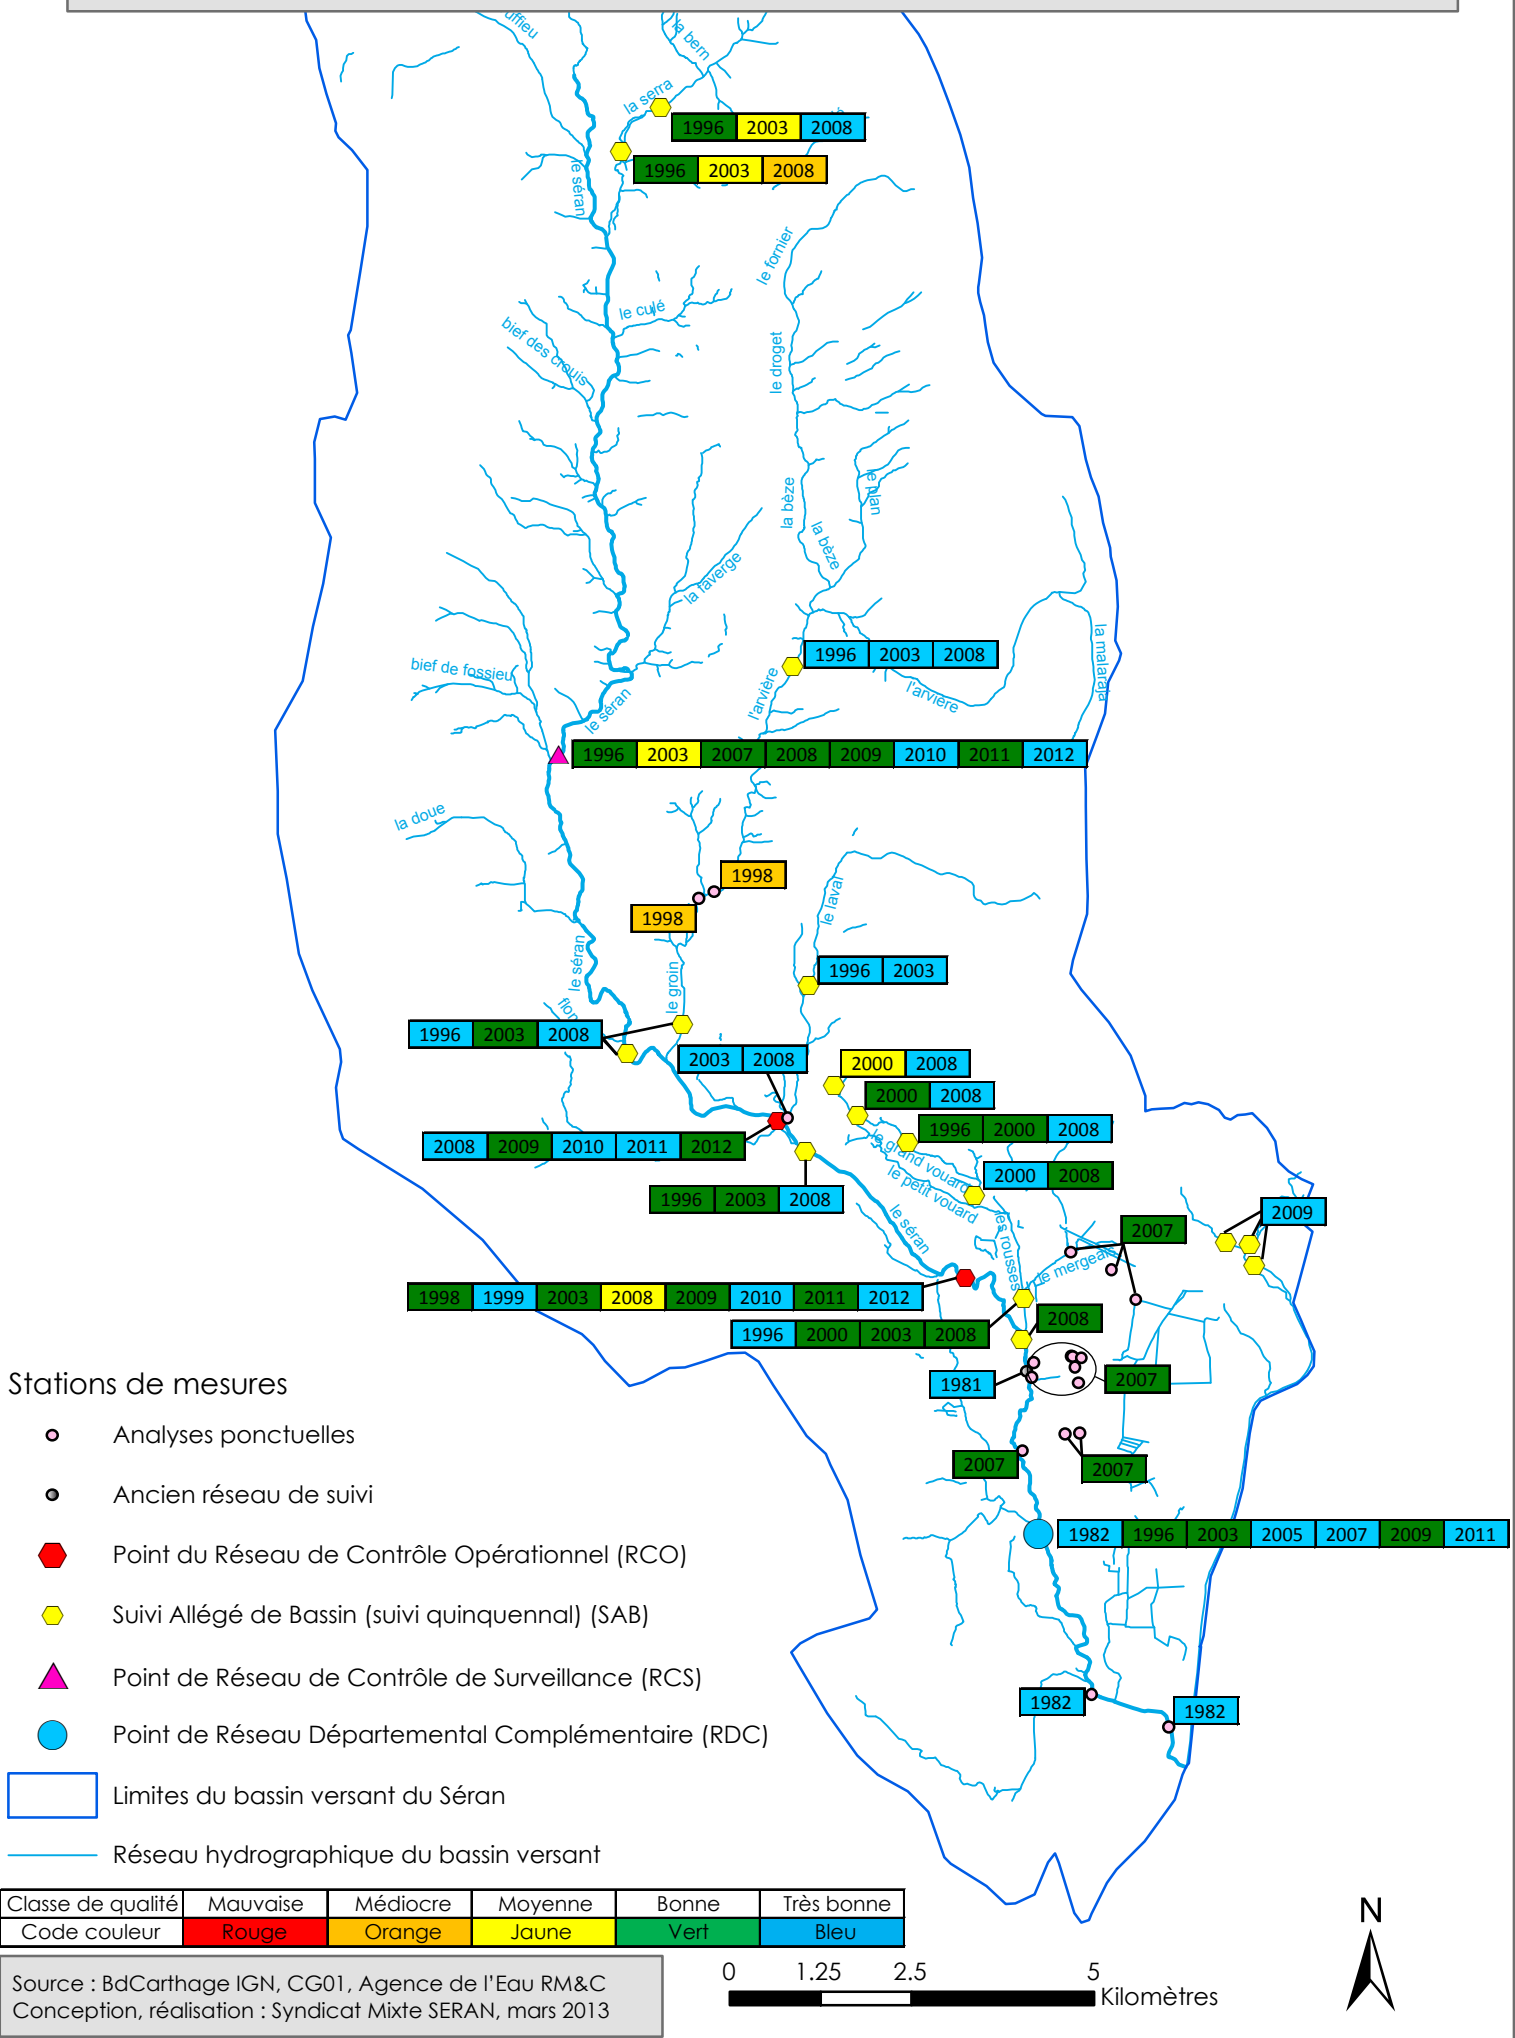 la bern
la serra
1996 2003 2008
1996 2003 2008
le séran
le fornier
le culé
bief des crouis
le droget
la bèze
le plan
la bèze
la faverge
1996 2003 2008
la malaraja
bief de fossieu
l'arvière
l'arvière
le séran
1996 2003 2007 2008 2009 2010 2011 2012
la doue
1998
1998
le laval
le séran
le groin
1996 2003
flon
1996 2003 2008
2003 2008
2000 2008
2000 2008
1996 2000 2008
2008 2009 2010 2011 2012
le grand vouard
le petit vouard
2000 2008
1996 2003 2008
le séran
les rousses
2009
2007
le mergeais
1998 1999 2003 2008 2009 2010 2011 2012
1996 2000 2003 2008
2008
1981
2007
2007
2007
1982 1996 2003 2005 2007 2009 2011
1982
1982
Stations de mesures
Analyses ponctuelles
Ancien réseau de suivi
Point du Réseau de Contrôle Opérationnel (RCO)
Suivi Allégé de Bassin (suivi quinquennal) (SAB)
Point de Réseau de Contrôle de Surveillance (RCS)
Point de Réseau Départemental Complémentaire (RDC)
Limites du bassin versant du Séran
Réseau hydrographique du bassin versant
Classe de qualité Mauvaise Médiocre Moyenne Bonne Très bonne
Code couleur Rouge Orange Jaune Vert Bleu
Source : BdCarthage IGN, CG01, Agence de l'Eau RM&C
Conception, réalisation : Syndicat Mixte SERAN, mars 2013
0 1.25 2.5 5
Kilomètres
N